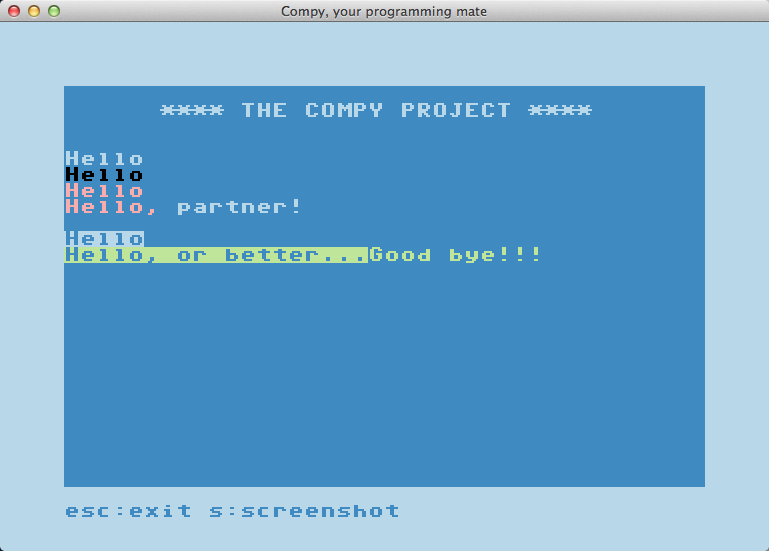 Compy, your programming mate
**** THE COMPY PROJECT ****
Hello
Hello
Hello
Hello, partner!
Hello
Hello, or better...Good bye!!!
esc:exit s:screenshot